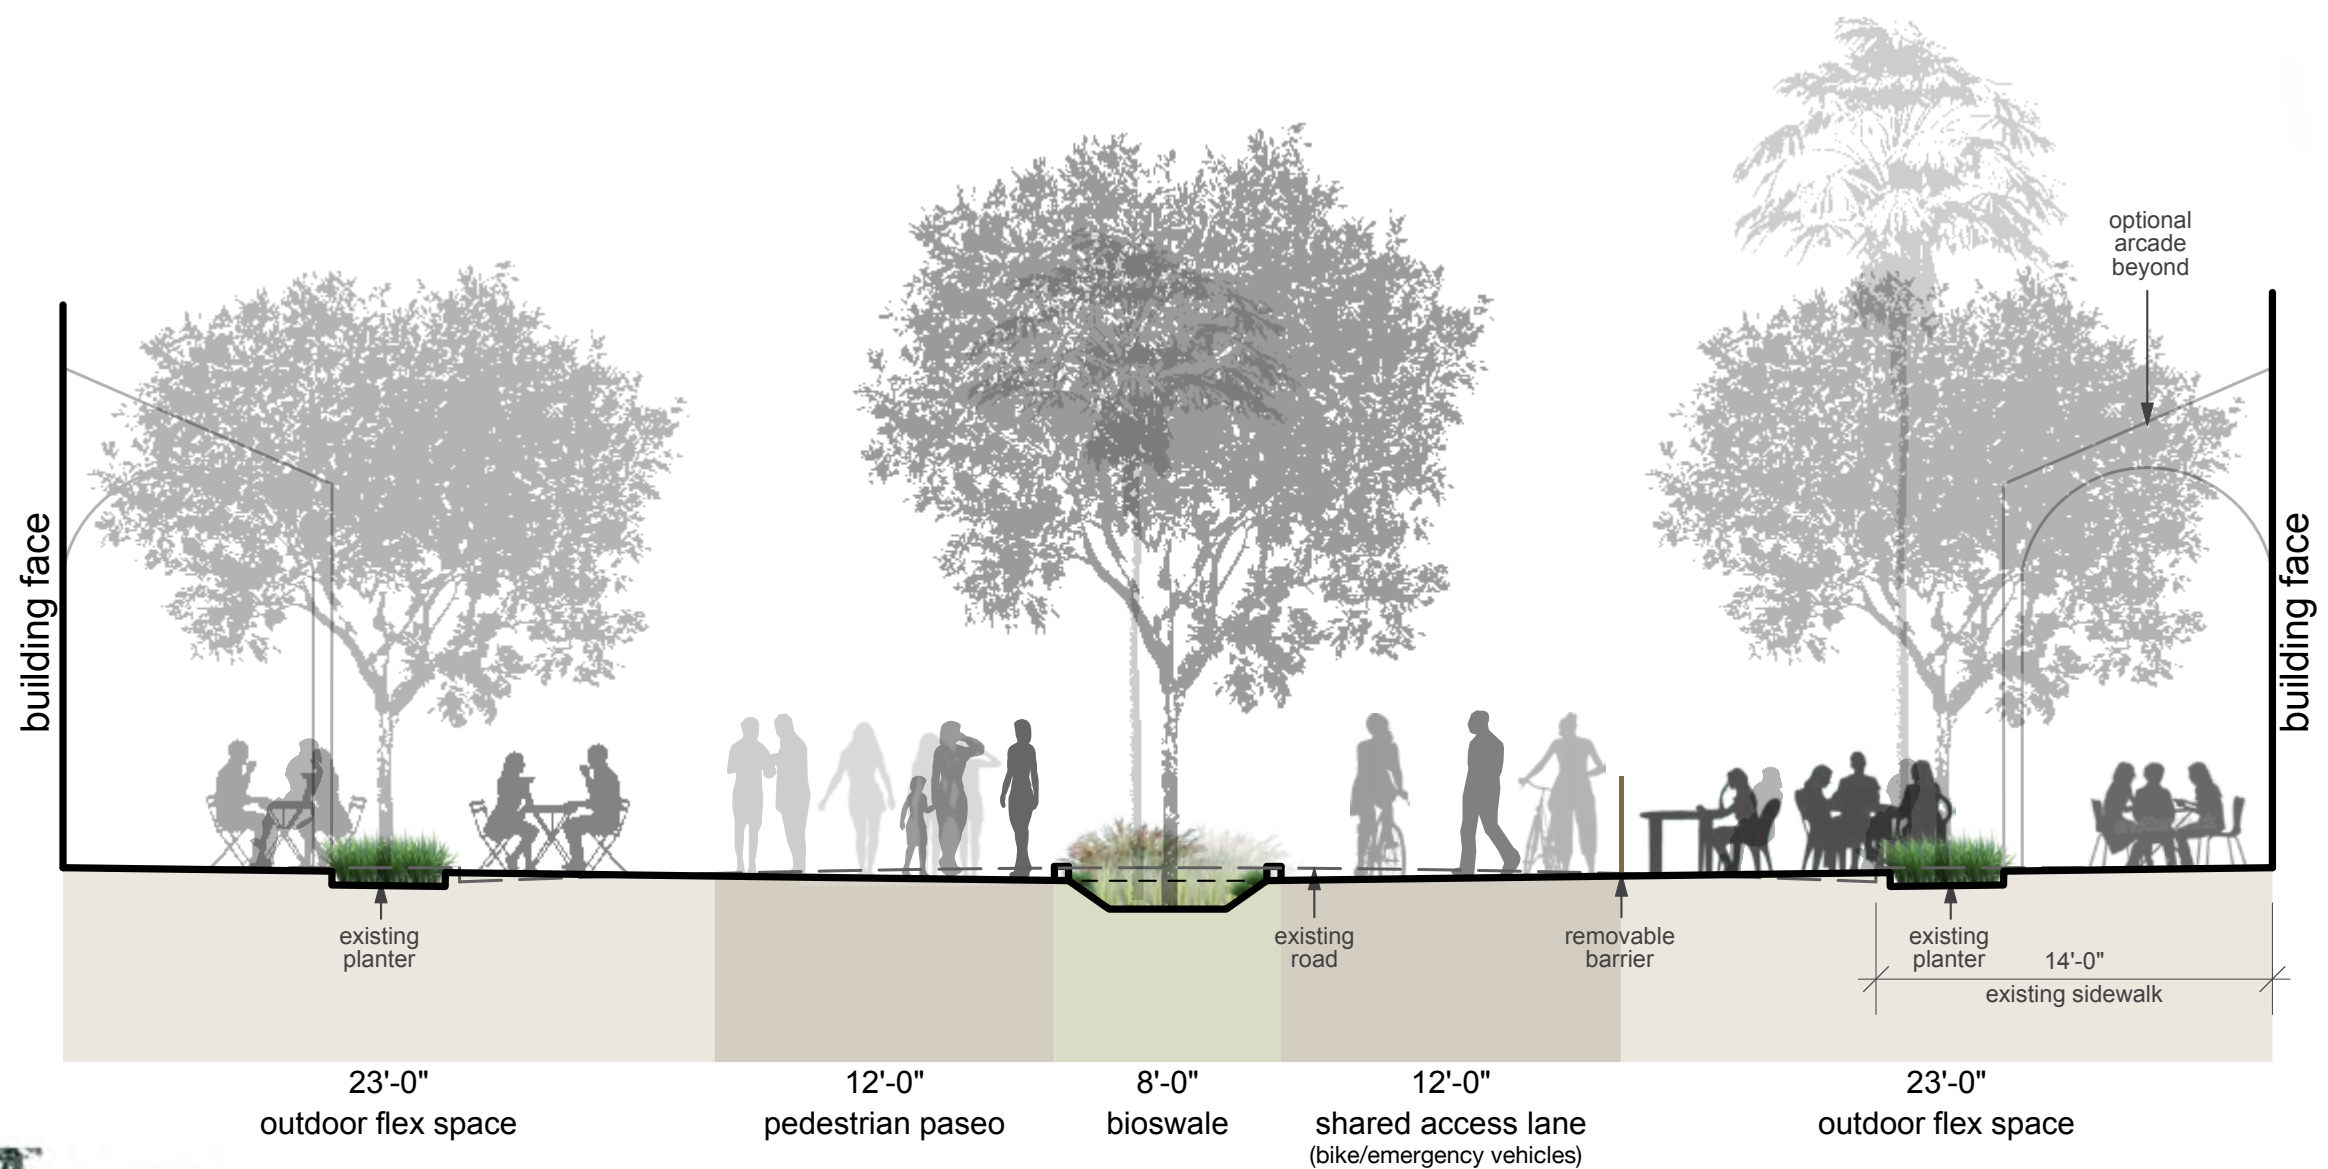 optional
arcade
beyond
building face
building face
existing
planter
existing
road
removable
barrier
existing
planter
14'-0"
existing sidewalk
23'-0"
outdoor flex space
12'-0"
pedestrian paseo
8'-0"
bioswale
12'-0"
shared access lane
(bike/emergency vehicles)
23'-0"
outdoor flex space